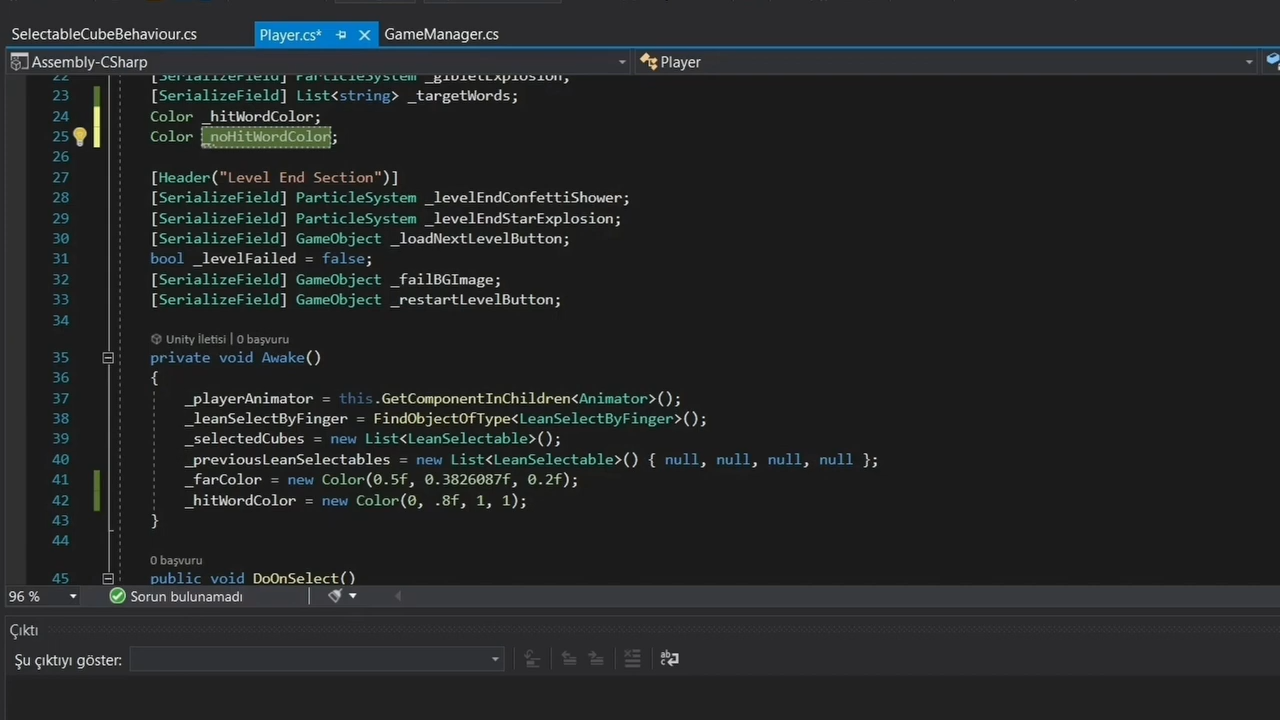 SelectableCubeBehaviour.cs Player.cs* GameManager.cs
Assembly-CSharp Player
22 [SerializeField] ParticleSystem _gibletExplosion;
23 [SerializeField] List<string> _targetWords;
24 Color _hitWordColor;
25 Color _noHitWordColor;
26
27 [Header("Level End Section")]
28 [SerializeField] ParticleSystem _levelEndConfettiShower;
29 [SerializeField] ParticleSystem _levelEndStarExplosion;
30 [SerializeField] GameObject _loadNextLevelButton;
31 bool _levelFailed = false;
32 [SerializeField] GameObject _failBGImage;
33 [SerializeField] GameObject _restartLevelButton;
34
Unity İletisi | 0 başvuru
35 private void Awake()
36 {
37 _playerAnimator = this.GetComponentInChildren<Animator>();
38 _leanSelectByFinger = FindObjectOfType<LeanSelectByFinger>();
39 _selectedCubes = new List<LeanSelectable>();
40 _previousLeanSelectables = new List<LeanSelectable>() { null, null, null, null };
41 _farColor = new Color(0.5f, 0.3826087f, 0.2f);
42 _hitWordColor = new Color(0, .8f, 1, 1);
43 }
44
0 başvuru
45 public void DoOnSelect()
96 % Sorun bulunamadı
Çıktı
Şu çıktıyı göster: